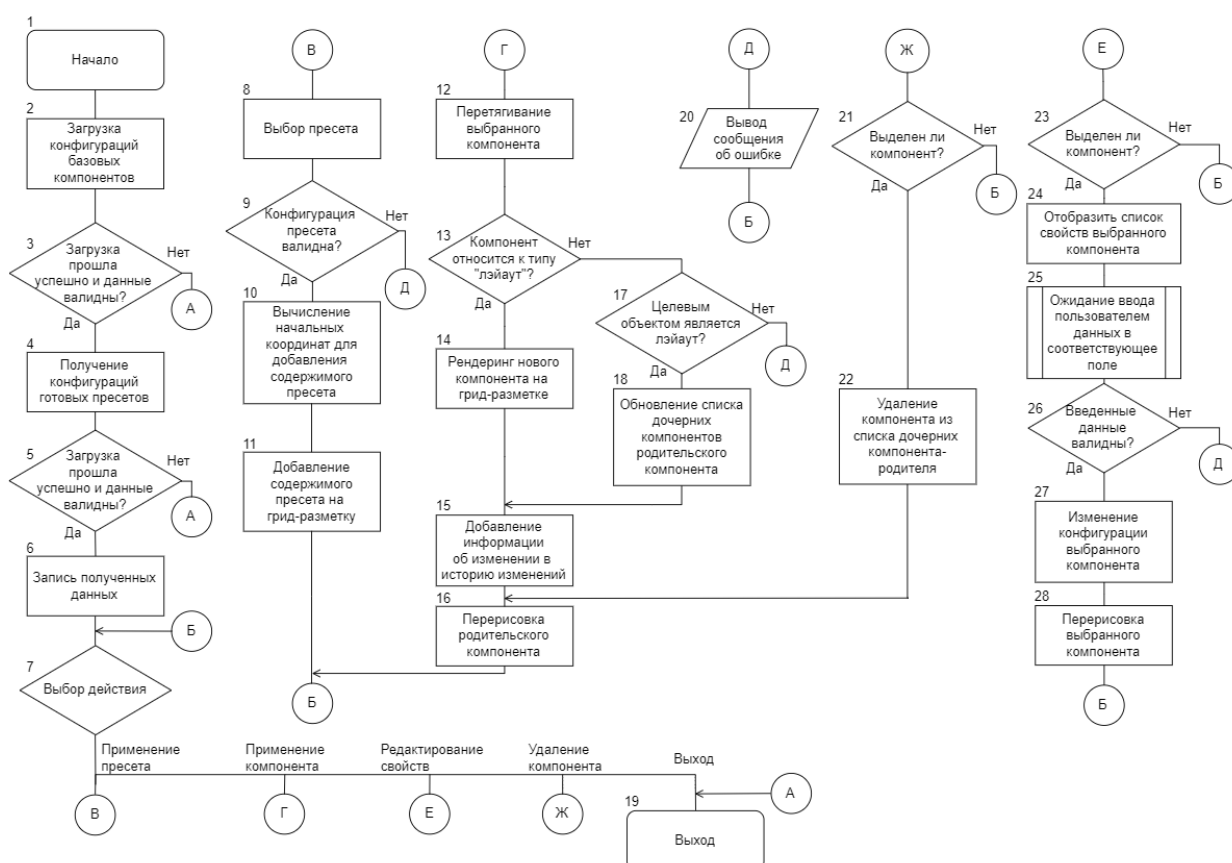 1
Начало
2
Загрузка
конфигураций
базовых
компонентов
3
Загрузка
прошла
успешно и данные
валидны?
Нет
А
Да
4
Получение
конфигураций
готовых пресетов
5
Загрузка
прошла
успешно и данные
валидны?
Нет
А
Да
6
Запись полученных
данных
Б
7
Выбор действия
Применение
пресета
Применение
компонента
Редактирование
свойств
Удаление
компонента
Выход
В
Г
Е
Ж
А
19
Выход
В
8
Выбор пресета
9
Конфигурация
пресета
валидна?
Нет
Д
Да
10
Вычисление
начальных
координат для
добавления
содержимого
пресета
11
Добавление
содержимого
пресета на
грид-разметку
Б
Г
12
Перетягивание
выбранного
компонента
13
Компонент
относится к типу
"лэйаут"?
Нет
Да
14
Рендеринг нового
компонента на
грид-разметке
17
Целевым
объектом является
лэйаут?
Нет
Д
Да
18
Обновление списка
дочерних
компонентов
родительского
компонента
15
Добавление
информации
об изменении в
историю изменений
16
Перерисовка
родительского
компонента
Д
20
Вывод
сообщения
об ошибке
Б
Ж
21
Выделен ли
компонент?
Нет
Б
Да
22
Удаление
компонента из
списка дочерних
компонента-
родителя
Е
23
Выделен ли
компонент?
Нет
Б
Да
24
Отобразить список
свойств выбранного
компонента
25
Ожидание ввода
пользователем
данных в
соответствующее
поле
26
Введенные
данные
валидны?
Нет
Д
Да
27
Изменение
конфигурации
выбранного
компонента
28
Перерисовка
выбранного
компонента
Б